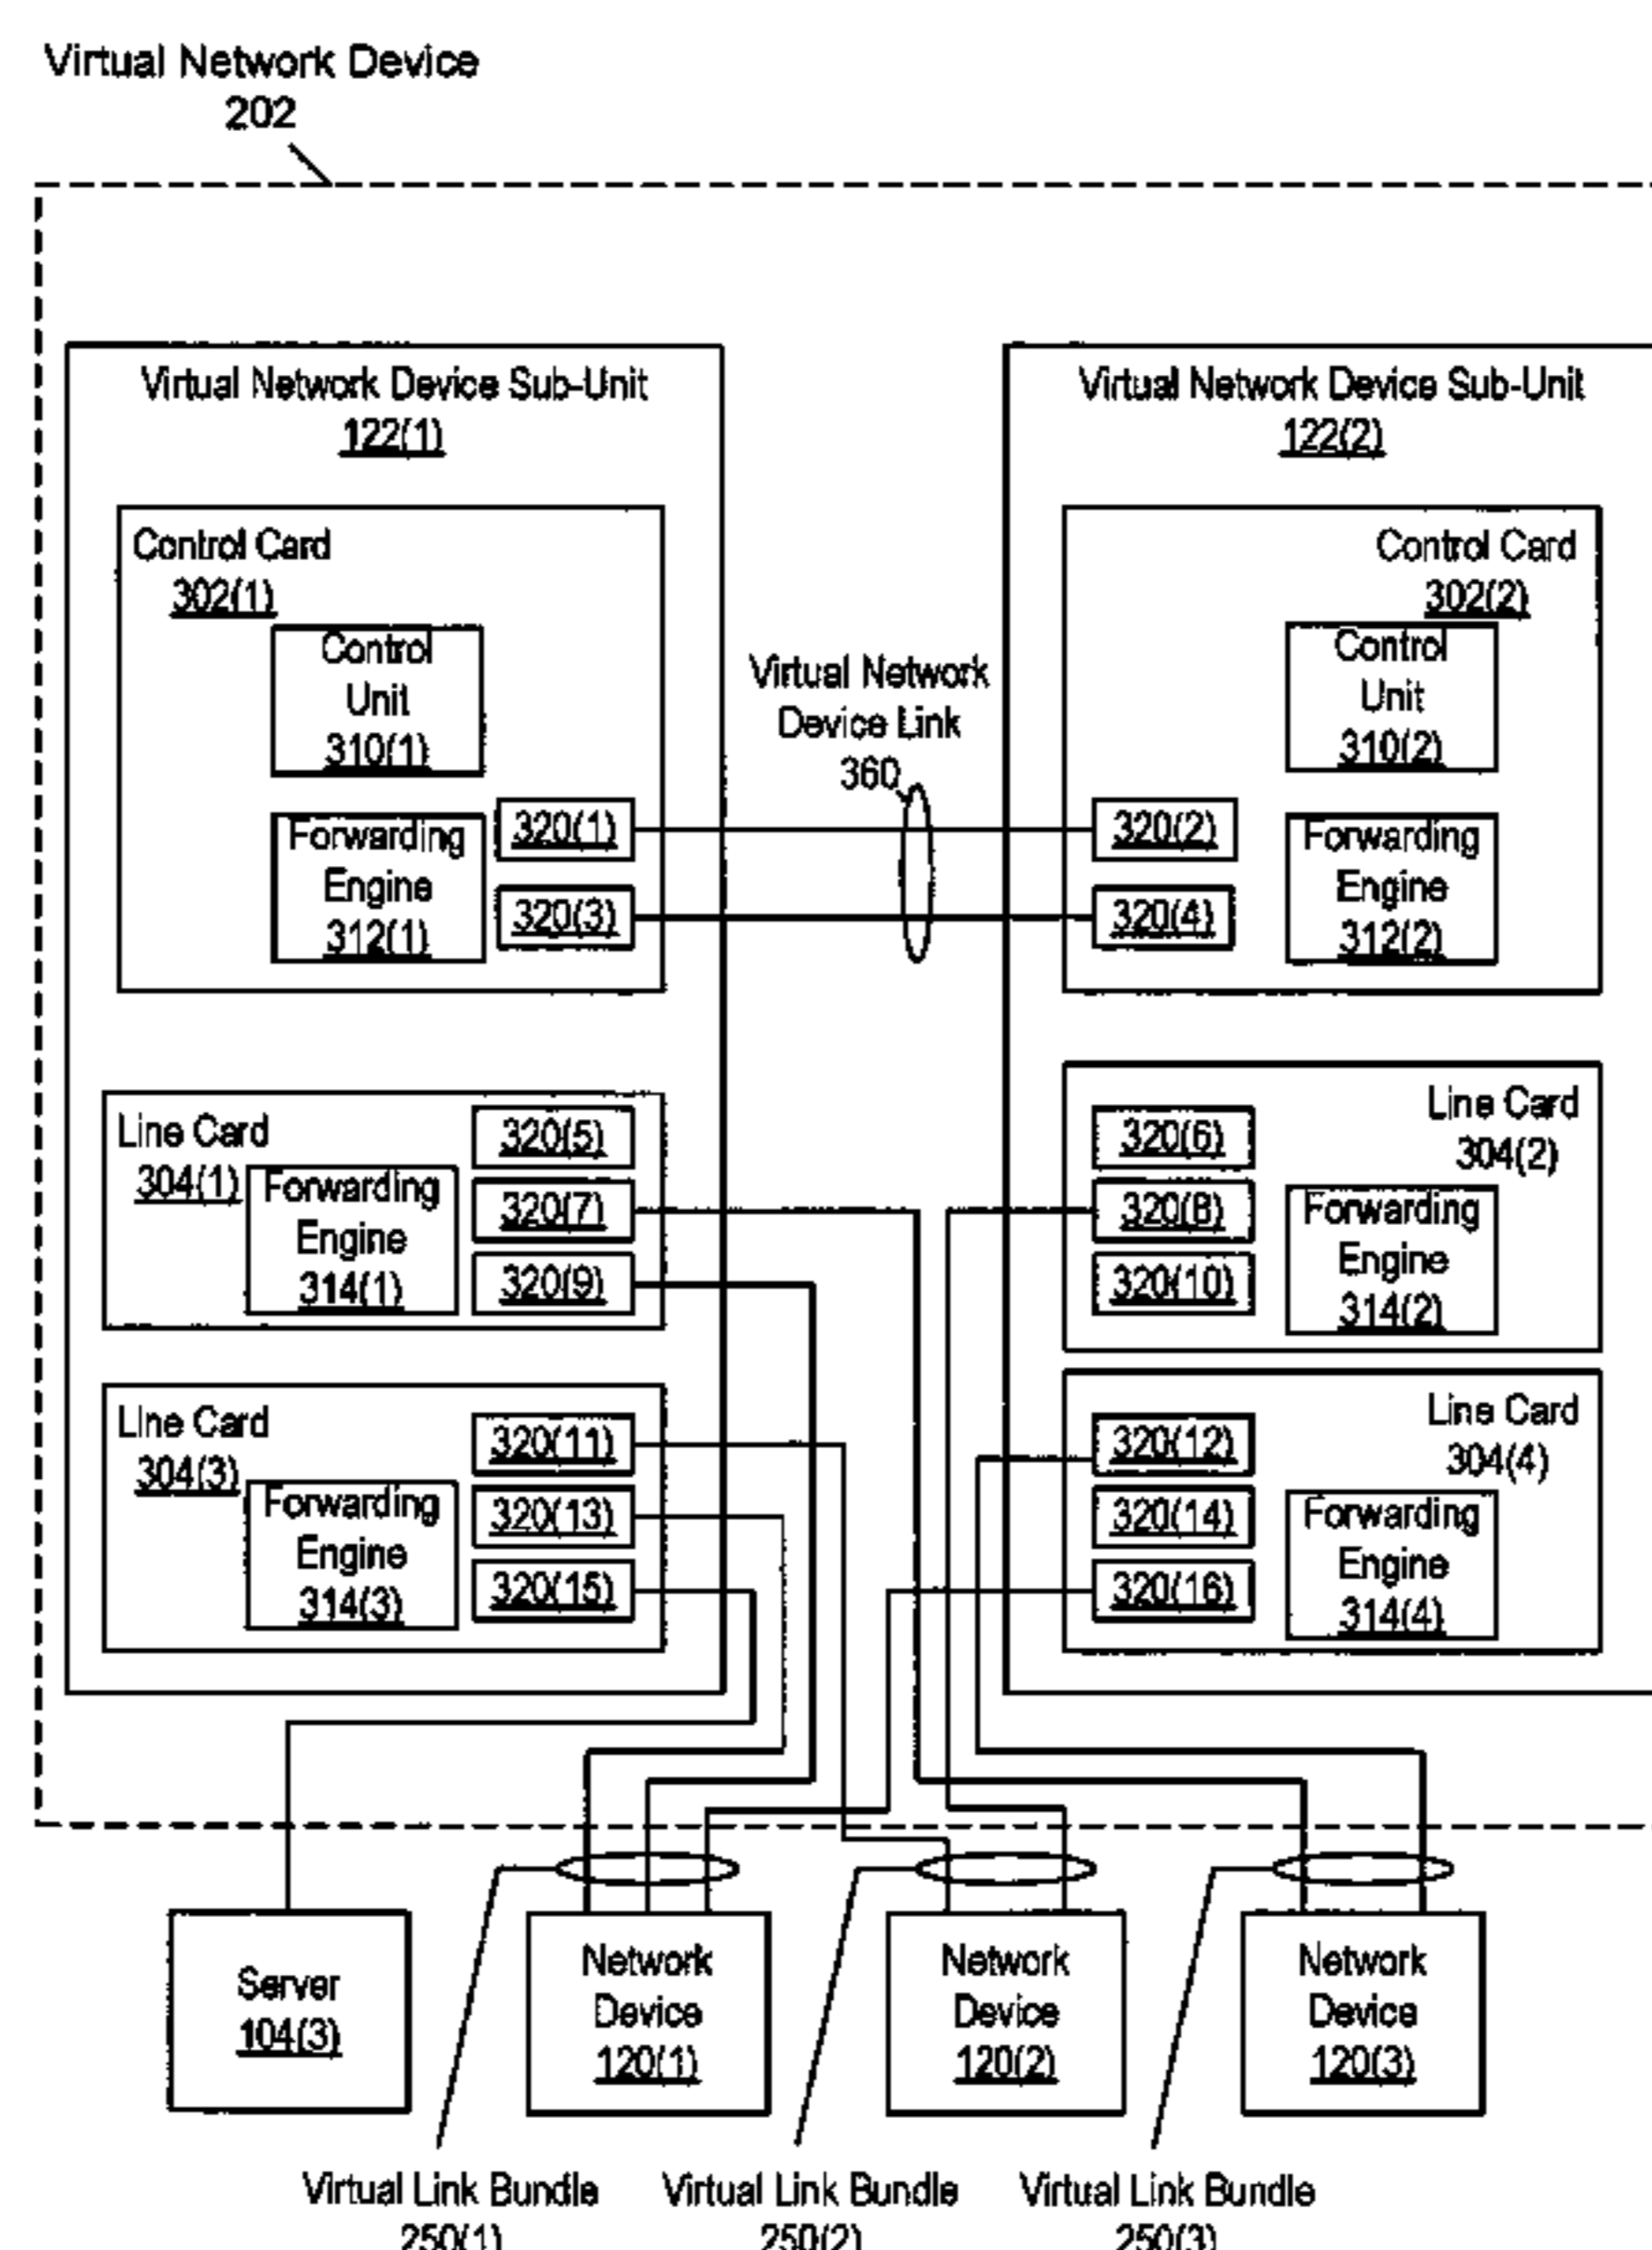 Virtual Network Device
202
Virtual Network Device Sub-Unit
122(1)
Control Card
302(1)
Control
Unit
310(1)
Forwarding
Engine
312(1)
320(1)
320(3)
Line Card
304(1)
Forwarding
Engine
314(1)
320(5)
320(7)
320(9)
Line Card
304(3)
Forwarding
Engine
314(3)
320(11)
320(13)
320(15)
Virtual Network
Device Link
360
Virtual Network Device Sub-Unit
122(2)
Control Card
302(2)
Control
Unit
310(2)
320(2)
320(4)
Forwarding
Engine
312(2)
Line Card
304(2)
320(6)
320(8)
320(10)
Forwarding
Engine
314(2)
Line Card
304(4)
320(12)
320(14)
320(16)
Forwarding
Engine
314(4)
Server
104(3)
Network
Device
120(1)
Network
Device
120(2)
Network
Device
120(3)
Virtual Link Bundle
250(1)
Virtual Link Bundle
250(2)
Virtual Link Bundle
250(3)